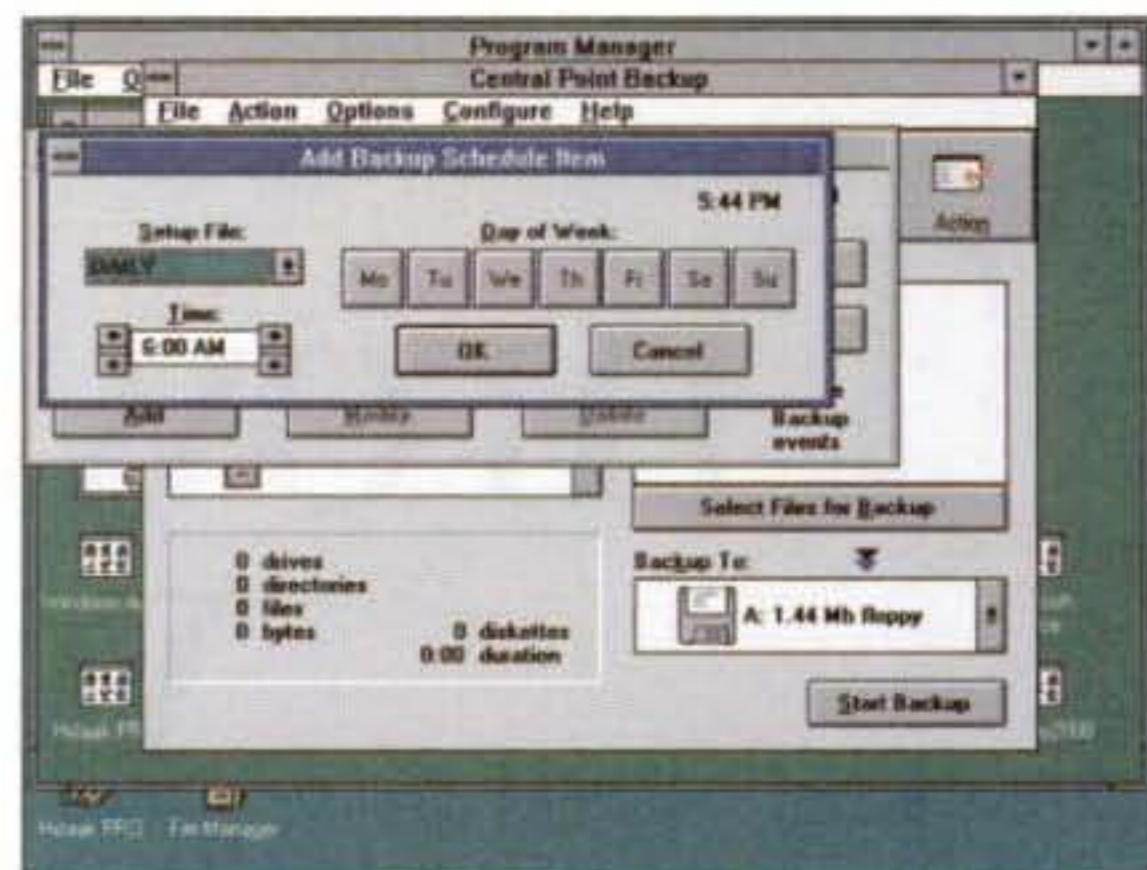 Program Manager
File
Central Point Backup
File Action Options Configure Help
Add Backup Schedule Item
5:44 PM
Setup File:
Day of Week:
DAILY
Mo Tu We Th Fr Sa Su
Time:
6:00 AM
OK
Cancel
Action
Add
Modify
Delete
Backup
events
Select Files for Backup
0 drives
0 directories
0 files
0 bytes
0 diskettes
0:00 duration
Backup To:
A: 1.44 Mb floppy
Start Backup